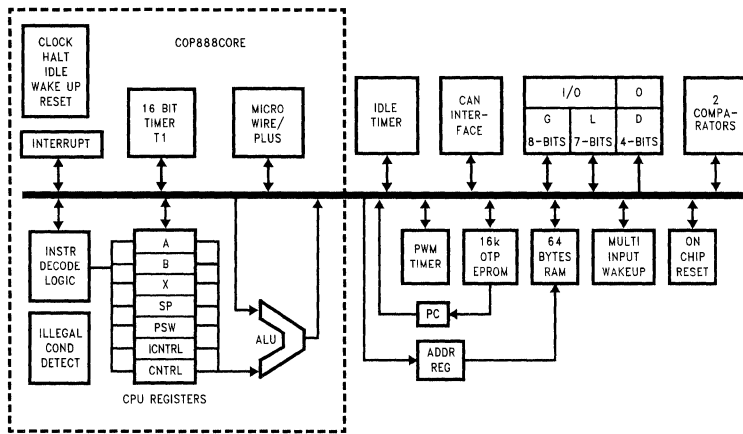 COP888CORE
CLOCK
HALT
IDLE
WAKE UP
RESET
INTERRUPT
16 BIT
TIMER
T1
MICRO
WIRE/
PLUS
IDLE
TIMER
CAN
INTER-
FACE
I/O
O
G
L
D
8-BITS
7-BITS
4-BITS
2
COMPA-
RATORS
INSTR
DECODE
LOGIC
ILLEGAL
COND
DETECT
A
B
X
SP
PSW
ICNTRL
CNTRL
CPU REGISTERS
ALU
PWM
TIMER
16k
OTP
EPROM
64
BYTES
RAM
MULTI
INPUT
WAKEUP
ON
CHIP
RESET
PC
ADDR
REG